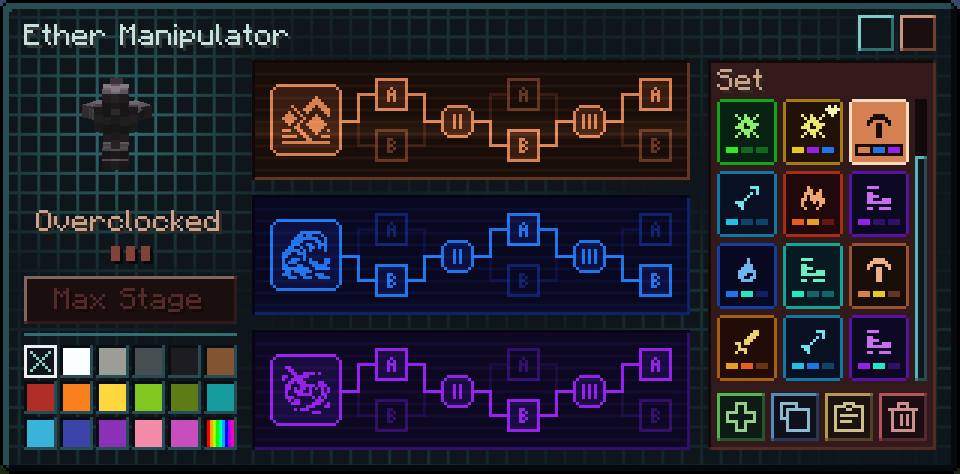 Ether Manipulator
Set
Overclocked
Max Stage
A II B A III A B
B II A B III B A
A II B A III A B